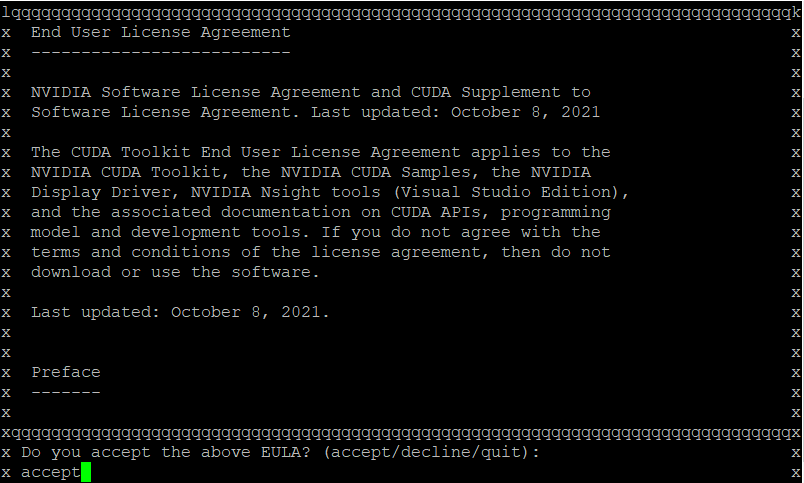 lqqqqqqqqqqqqqqqqqqqqqqqqqqqqqqqqqqqqqqqqqqqqqqqqqqqqqqqqqqqqqqqqqqqqqqqqqqqqqqk
x  End User License Agreement                                                  x
x  --------------------------                                                  x
x                                                                              x
x  NVIDIA Software License Agreement and CUDA Supplement to                    x
x  Software License Agreement. Last updated: October 8, 2021                   x
x                                                                              x
x  The CUDA Toolkit End User License Agreement applies to the                  x
x  NVIDIA CUDA Toolkit, the NVIDIA CUDA Samples, the NVIDIA                    x
x  Display Driver, NVIDIA Nsight tools (Visual Studio Edition),                x
x  and the associated documentation on CUDA APIs, programming                  x
x  model and development tools. If you do not agree with the                   x
x  terms and conditions of the license agreement, then do not                  x
x  download or use the software.                                               x
x                                                                              x
x  Last updated: October 8, 2021.                                              x
x                                                                              x
x                                                                              x
x  Preface                                                                     x
x  -------                                                                     x
x                                                                              x
xqqqqqqqqqqqqqqqqqqqqqqqqqqqqqqqqqqqqqqqqqqqqqqqqqqqqqqqqqqqqqqqqqqqqqqqqqqqqqqx
x Do you accept the above EULA? (accept/decline/quit):                         x
x accept                                                                       x